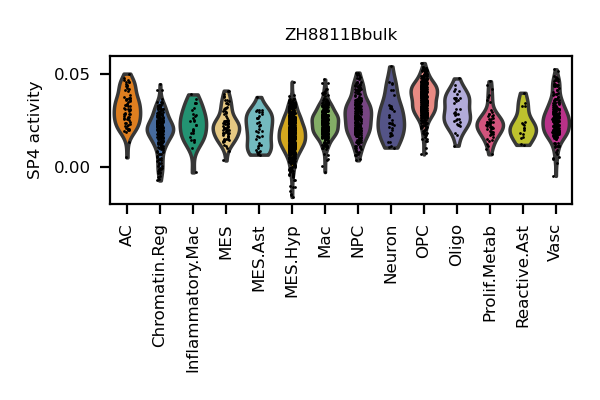 ZH8811Bbulk
SP4 activity
0.05
0.00
AC
Chromatin.Reg
Inflammatory.Mac
MES
MES.Ast
MES.Hyp
Mac
NPC
Neuron
OPC
Oligo
Prolif.Metab
Reactive.Ast
Vasc